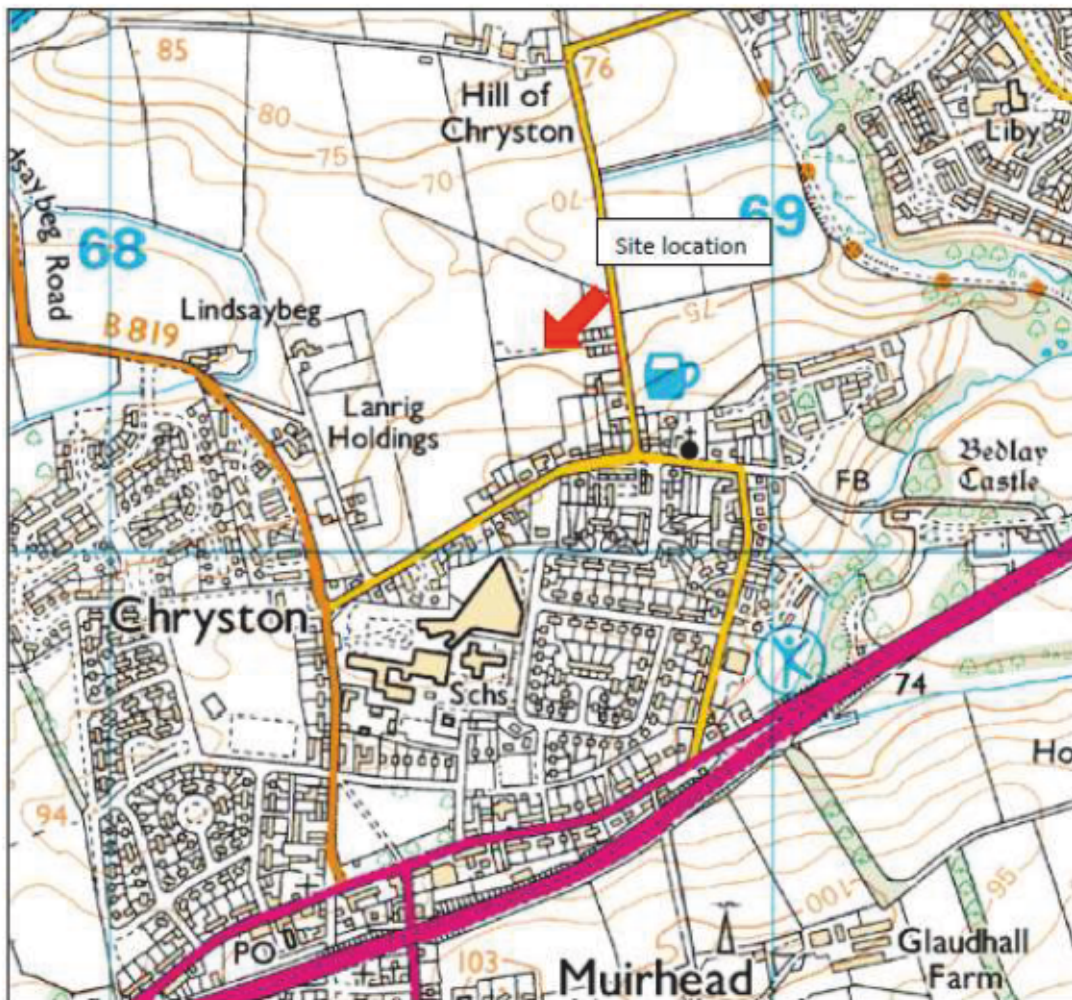 85
76
Hill of
Chryston
Liby
80
75
70
70
68
69
Site location
Road
B 819
Lindsaybeg
75
Lanrig
Holdings
Bedlay
Castle
FB
Chryston
Schs
74
Ho
94
100
95
PO
103
Muirhead
Glaudhall
Farm